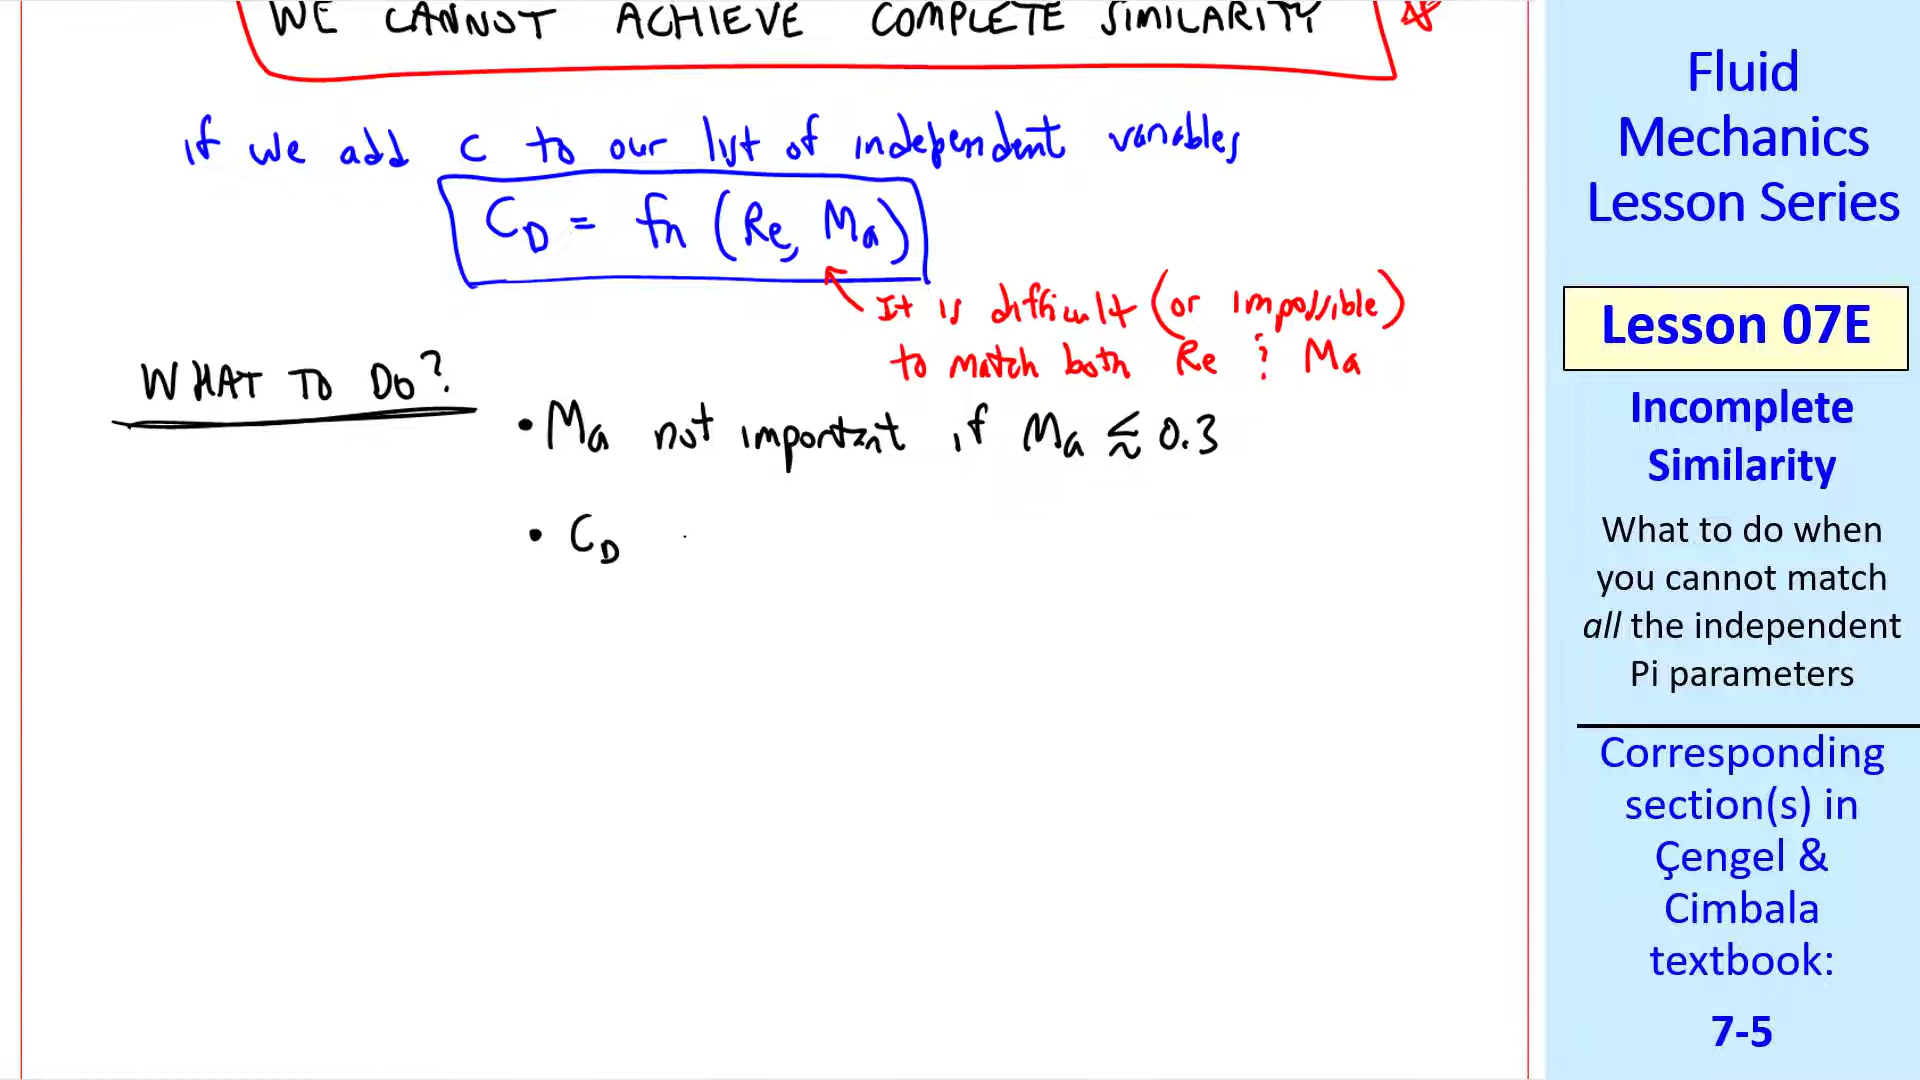 WE CANNOT ACHIEVE COMPLETE SIMILARITY
if we add c to our list of independent variables
C_D = fn (Re, Ma)
It is difficult (or impossible)
to match both Re & Ma
WHAT TO DO?
• Ma not important if Ma ⪅ 0.3
• C_D
Fluid
Mechanics
Lesson Series
Lesson 07E
Incomplete
Similarity
What to do when
you cannot match
all the independent
Pi parameters
Corresponding
section(s) in
Çengel &
Cimbala
textbook:
7-5